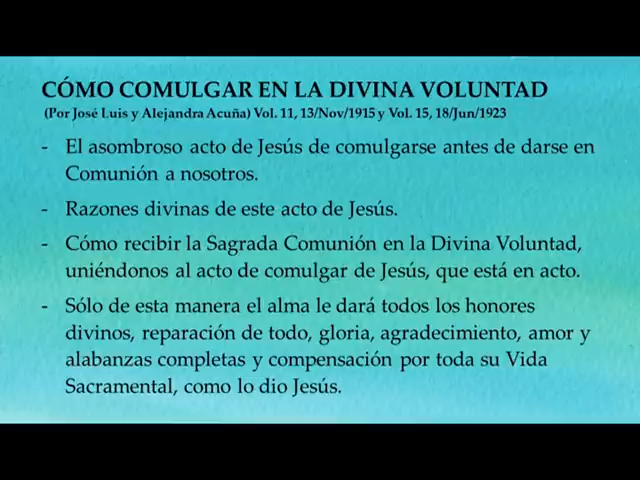 CÓMO COMULGAR EN LA DIVINA VOLUNTAD
(Por José Luis y Alejandra Acuña) Vol. 11, 13/Nov/1915 y Vol. 15, 18/Jun/1923
- El asombroso acto de Jesús de comulgarse antes de darse en
Comunión a nosotros.
- Razones divinas de este acto de Jesús.
- Cómo recibir la Sagrada Comunión en la Divina Voluntad,
uniéndonos al acto de comulgar de Jesús, que está en acto.
- Sólo de esta manera el alma le dará todos los honores
divinos, reparación de todo, gloria, agradecimiento, amor y
alabanzas completas y compensación por toda su Vida
Sacramental, como lo dio Jesús.